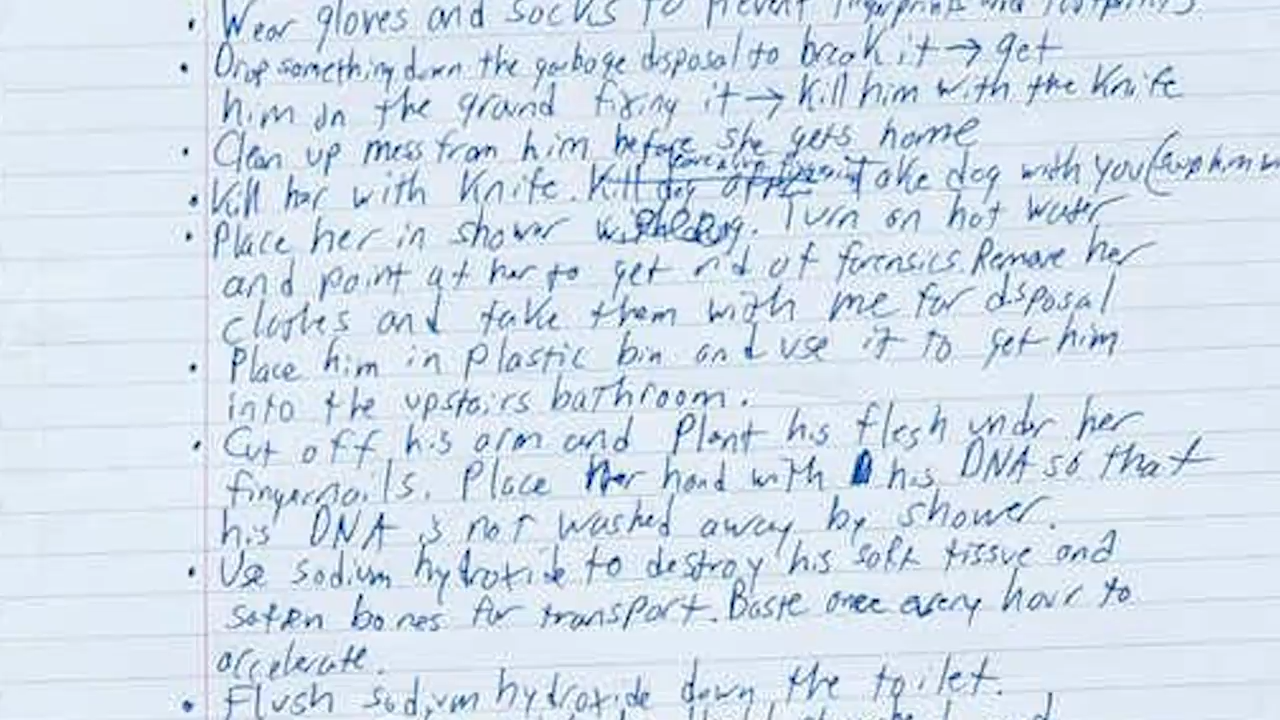 • Wear gloves and socks to prevent fingerprints and footprints
• Drop something down the garbage disposal to break it → get
him on the ground fixing it → kill him with the knife
• Clean up mess from him before she gets home
• Kill her with knife. Take dog with you
• Place her in shower. Turn on hot water
and point at her to get rid of forensics. Remove her
clothes and take them with me for disposal
• Place him in plastic bin and use it to get him
into the upstairs bathroom.
• Cut off his arm and plant his flesh under her
fingernails. Place her hand with his DNA so that
his DNA is not washed away by shower.
• Use sodium hydroxide to destroy his soft tissue and
soften bones for transport. Baste once every hour to
accelerate.
• Flush sodium hydroxide down the toilet.